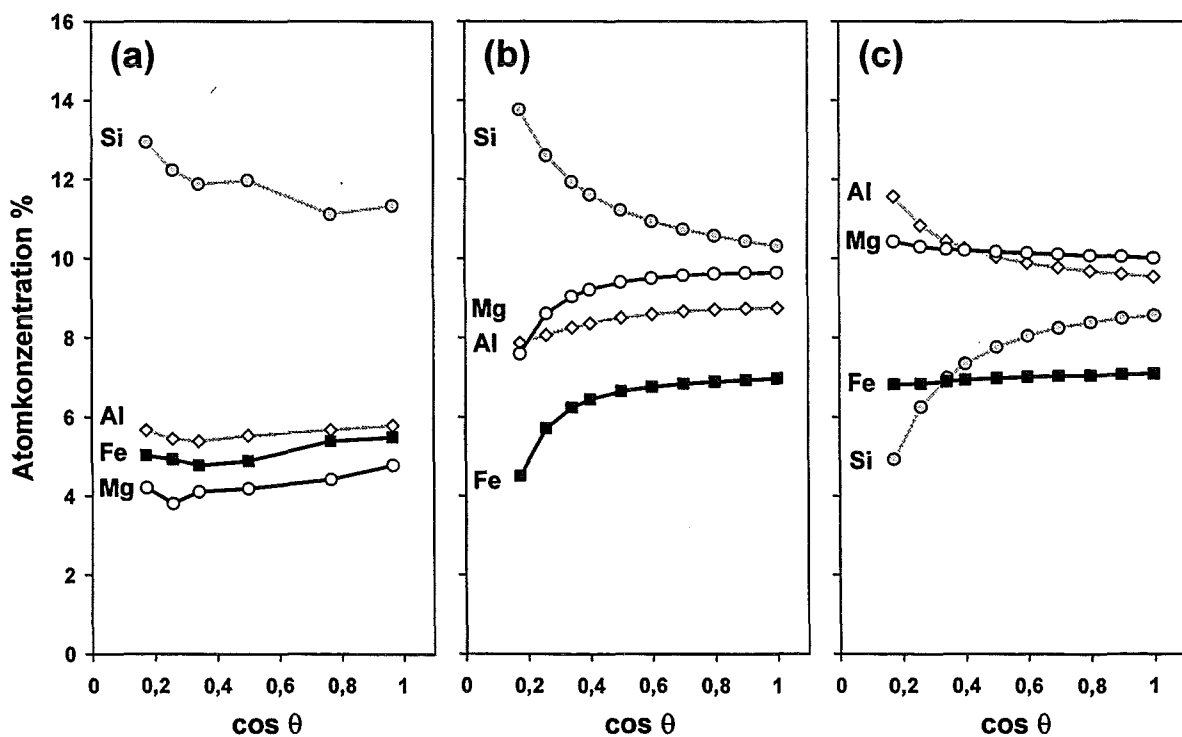 (a) (b) (c)
Atomkonzentration %
16
14
12
10
8
6
4
2
0
Si
Al
Fe
Mg
0 0,2 0,4 0,6 0,8 1
cos θ
Si
Mg
Al
Fe
0 0,2 0,4 0,6 0,8 1
cos θ
Al
Mg
Fe
Si
0 0,2 0,4 0,6 0,8 1
cos θ